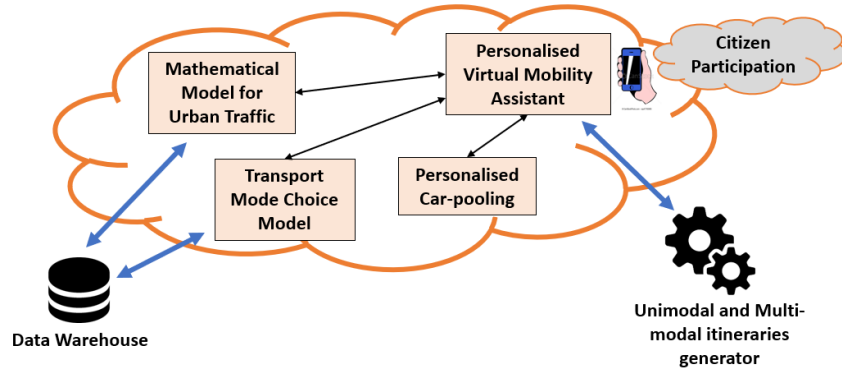 Mathematical
Model for
Urban Traffic
Personalised
Virtual Mobility
Assistant
Citizen
Participation
Transport
Mode Choice
Model
Personalised
Car-pooling
Data Warehouse
Unimodal and Multi-
modal itineraries
generator